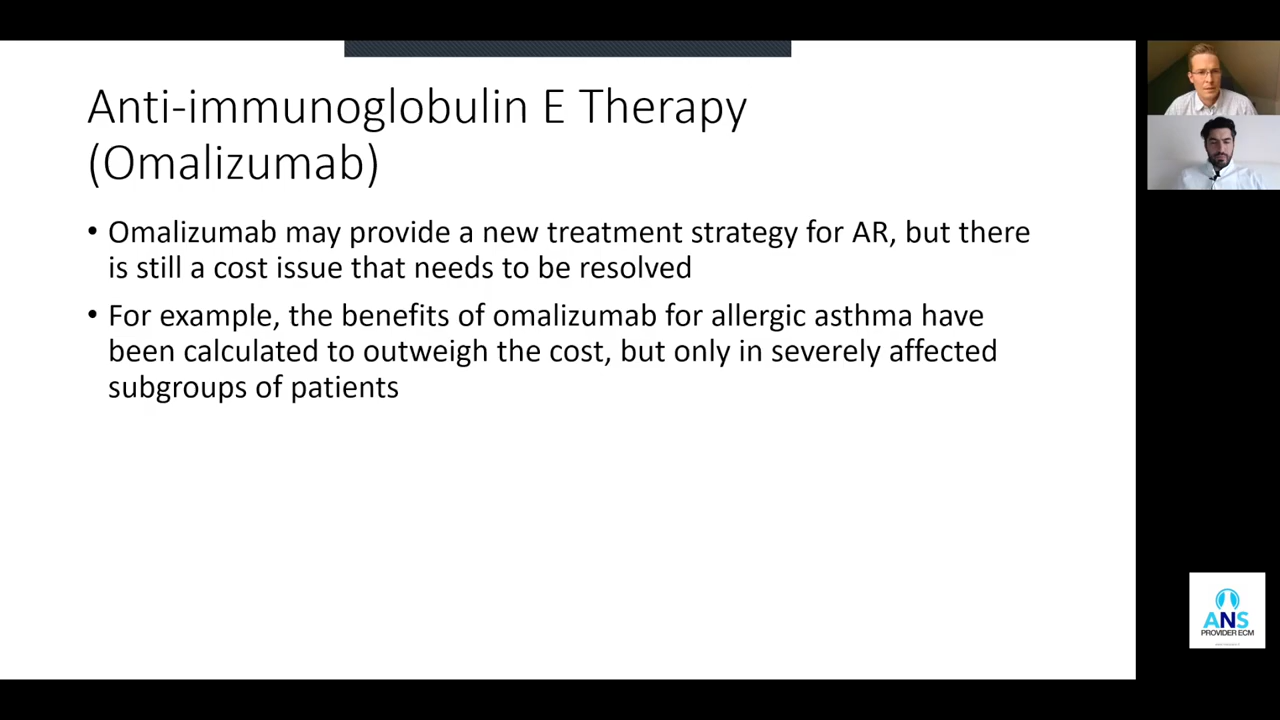 Anti-immunoglobulin E Therapy
(Omalizumab)
• Omalizumab may provide a new treatment strategy for AR, but there
is still a cost issue that needs to be resolved
• For example, the benefits of omalizumab for allergic asthma have
been calculated to outweigh the cost, but only in severely affected
subgroups of patients
ANS
PROVIDER ECM